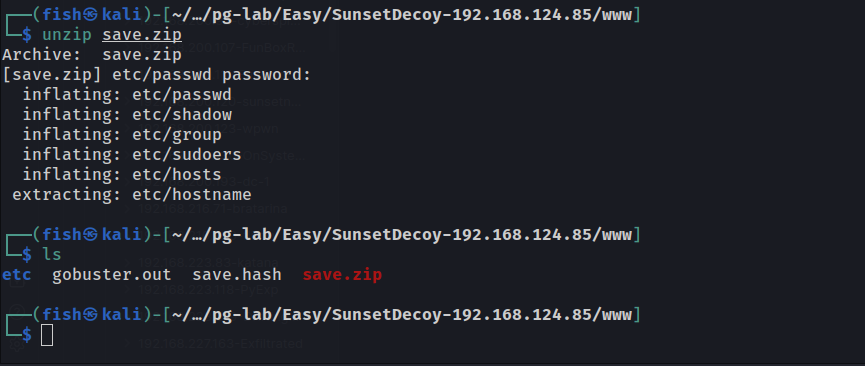 ┌──(fish㉿kali)-[~/…/pg-lab/Easy/SunsetDecoy-192.168.124.85/www]
└─$ unzip save.zip
Archive:  save.zip
[save.zip] etc/passwd password:
  inflating: etc/passwd
  inflating: etc/shadow
  inflating: etc/group
  inflating: etc/sudoers
  inflating: etc/hosts
 extracting: etc/hostname
┌──(fish㉿kali)-[~/…/pg-lab/Easy/SunsetDecoy-192.168.124.85/www]
└─$ ls
etc  gobuster.out  save.hash  save.zip
┌──(fish㉿kali)-[~/…/pg-lab/Easy/SunsetDecoy-192.168.124.85/www]
└─$